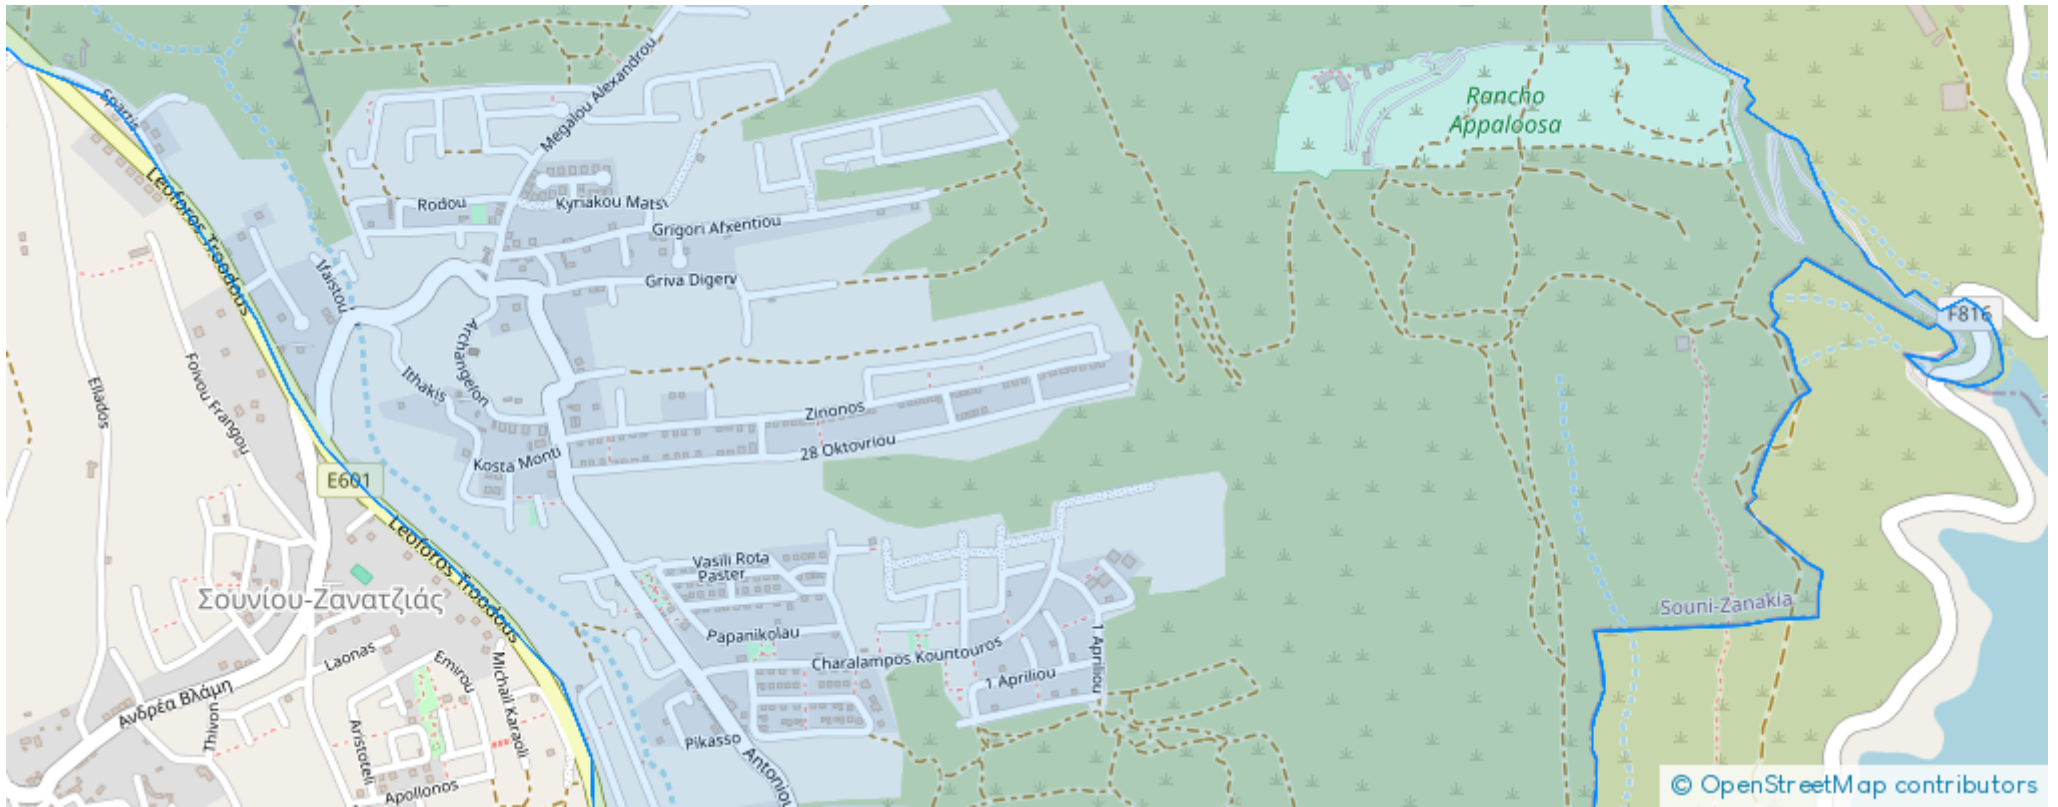 Spartis
Megalou Alexandrou
Rancho
Appaloosa
Leoforos Troodous
Rodou
Kyriakou Mats
Grigori Afxentiou
Ifaistou
Griva Digeni
F816
Archangelon
Ithakis
Foivou Frangou
Ellados
Zinonos
28 Oktovriou
Kosta Monti
E601
Leoforos Troodous
Vasili Rota
Paster
Σουνίου-Ζανατζιάς
Souni-Zanakia
Papanikolau
1 Apriliou
Charalampos Kountouros
Laonas
Emirou
Michail Karaoli
1 Apriliou
Ανδρέα Βλάμη
Thivon
Aristoteli
Pikasso
Antoniou
Apollonos
© OpenStreetMap contributors